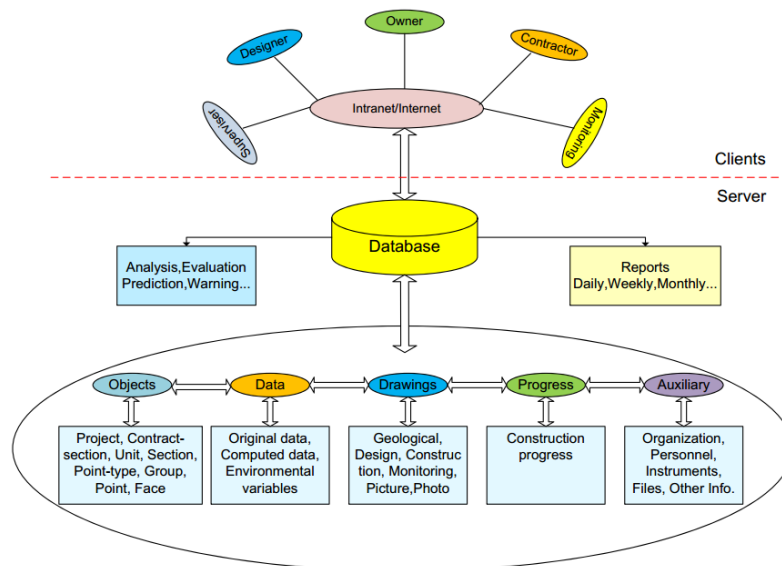 Owner
Designer
Contractor
Intranet/Internet
Superviser
Monitoring
Clients
Server
Database
Analysis,Evaluation
Prediction,Warning...
Reports
Daily,Weekly,Monthly...
Objects
Data
Drawings
Progress
Auxiliary
Project, Contract-
section, Unit, Section,
Point-type, Group,
Point, Face
Original data,
Computed data,
Environmental
variables
Geological,
Design, Construc
tion, Monitoring,
Picture,Photo
Construction
progress
Organization,
Personnel,
Instruments,
Files, Other Info.